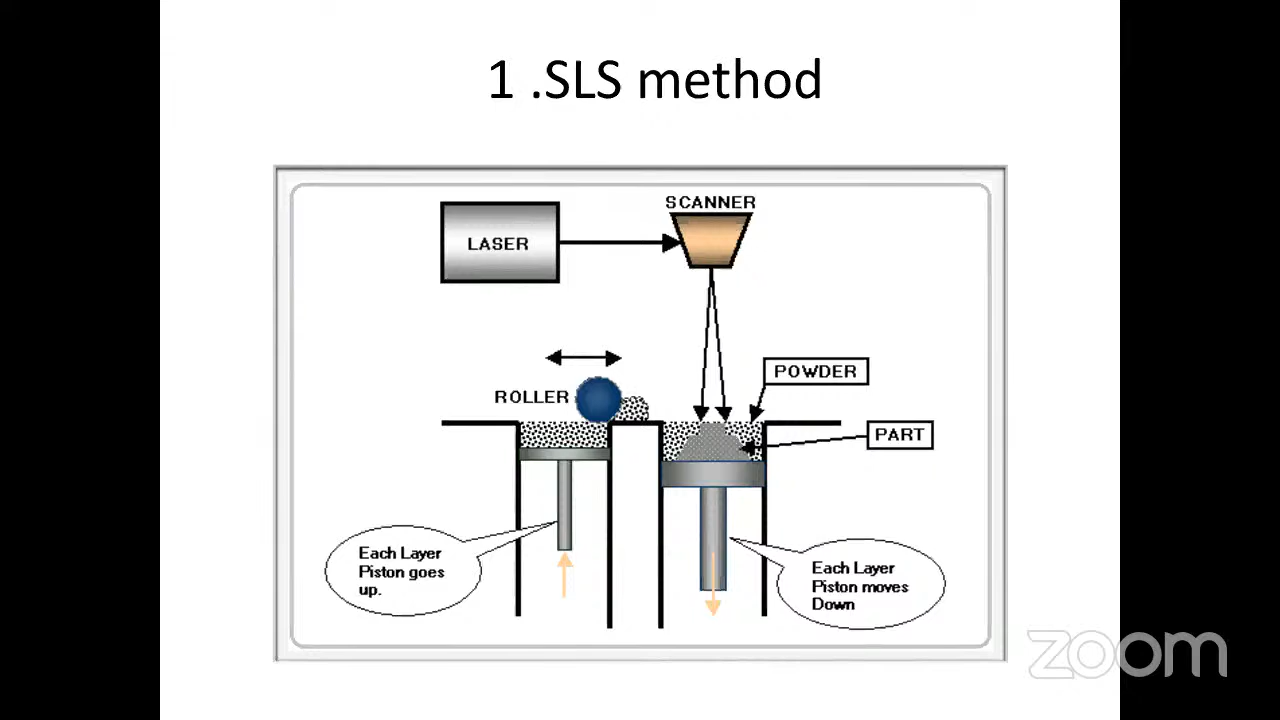 1 .SLS method
SCANNER
LASER
POWDER
ROLLER
PART
Each Layer
Piston goes
up.
Each Layer
Piston moves
Down
zoom